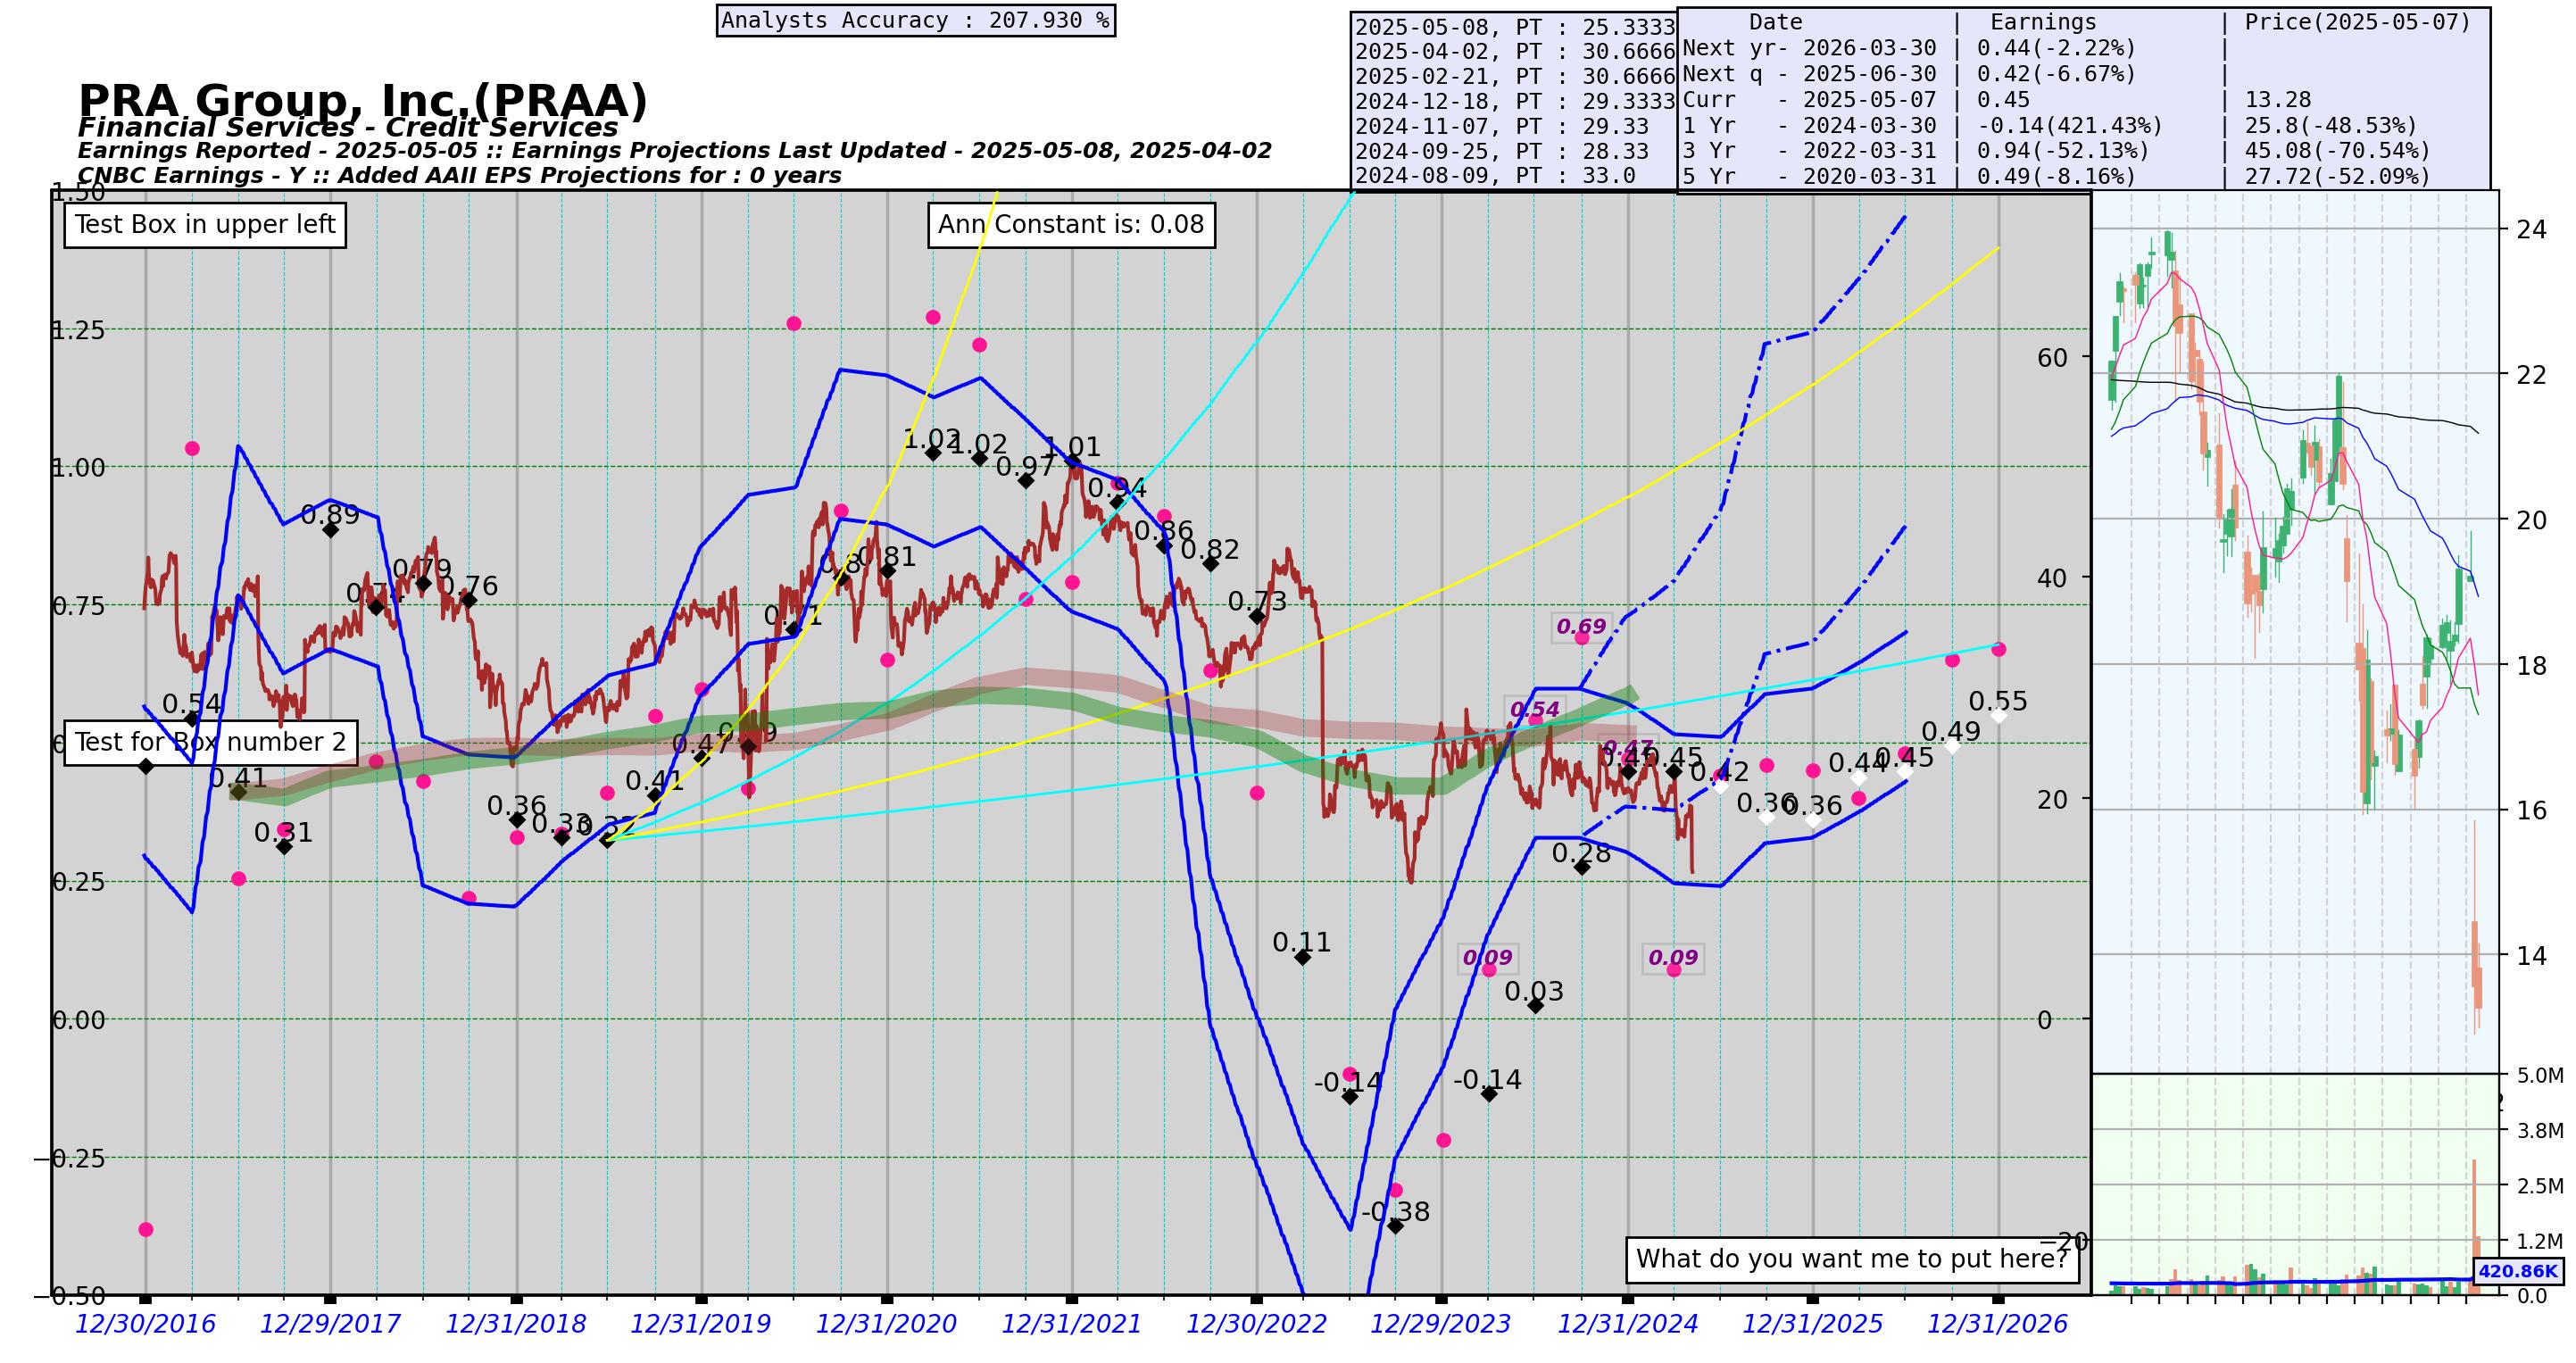 Analysts Accuracy : 207.930 %
2025-05-08, PT : 25.3333
2025-04-02, PT : 30.6666
2025-02-21, PT : 30.6666
2024-12-18, PT : 29.3333
2024-11-07, PT : 29.33
2024-09-25, PT : 28.33
2024-08-09, PT : 33.0
Date | Earnings | Price(2025-05-07)
Next yr- 2026-03-30 | 0.44(-2.22%) |
Next q - 2025-06-30 | 0.42(-6.67%) |
Curr - 2025-05-07 | 0.45 | 13.28
1 Yr - 2024-03-30 | -0.14(421.43%) | 25.8(-48.53%)
3 Yr - 2022-03-31 | 0.94(-52.13%) | 45.08(-70.54%)
5 Yr - 2020-03-31 | 0.49(-8.16%) | 27.72(-52.09%)
PRA Group, Inc.(PRAA)
Financial Services - Credit Services
Earnings Reported - 2025-05-05 :: Earnings Projections Last Updated - 2025-05-08, 2025-04-02
CNBC Earnings - Y :: Added AAII EPS Projections for : 0 years
Test Box in upper left
Ann Constant is: 0.08
Test for Box number 2
What do you want me to put here?
1.50
1.25
1.00
0.75
0.25
0.00
−0.25
−0.50
0.54
0.41
0.31
0.89
0.79
0.76
0.36
0.33
0.32
0.41
0.47
0.8
0.81
1.02
1.02
0.97
1.01
0.94
0.86
0.82
0.73
0.11
-0.14
-0.38
-0.14
0.03
0.28
0.45
0.42
0.36
0.36
0.44
0.45
0.49
0.55
0.69
0.54
0.47
0.09
0.09
60
40
20
0
−20
24
22
20
18
16
14
5.0M
3.8M
2.5M
1.2M
420.86K
0.0
12/30/2016
12/29/2017
12/31/2018
12/31/2019
12/31/2020
12/31/2021
12/30/2022
12/29/2023
12/31/2024
12/31/2025
12/31/2026